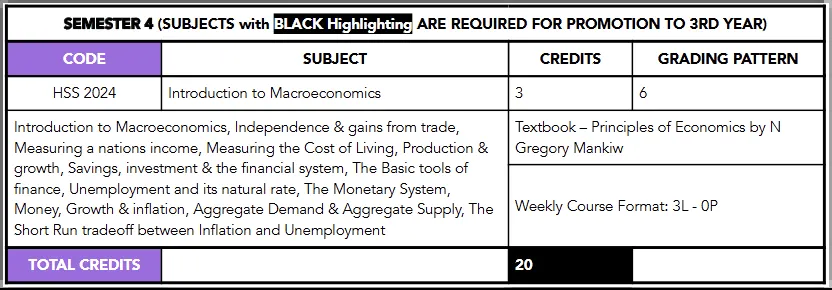 SEMESTER 4 (SUBJECTS with BLACK Highlighting ARE REQUIRED FOR PROMOTION TO 3RD YEAR)
CODE SUBJECT CREDITS GRADING PATTERN
HSS 2024 Introduction to Macroeconomics 3 6
Introduction to Macroeconomics, Independence & gains from trade,
Measuring a nations income, Measuring the Cost of Living, Production &
growth, Savings, investment & the financial system, The Basic tools of
finance, Unemployment and its natural rate, The Monetary System,
Money, Growth & inflation, Aggregate Demand & Aggregate Supply, The
Short Run tradeoff between Inflation and Unemployment
Textbook – Principles of Economics by N
Gregory Mankiw
Weekly Course Format: 3L - 0P
TOTAL CREDITS 20